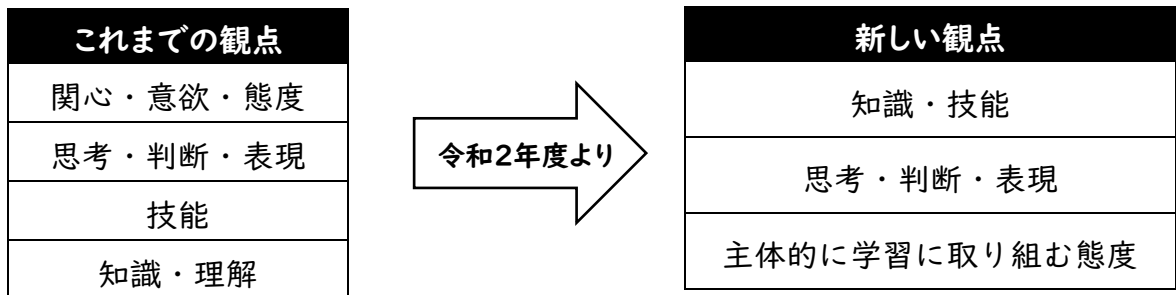 これまでの観点
関心・意欲・態度
思考・判断・表現
技能
知識・理解
令和2年度より
新しい観点
知識・技能
思考・判断・表現
主体的に学習に取り組む態度